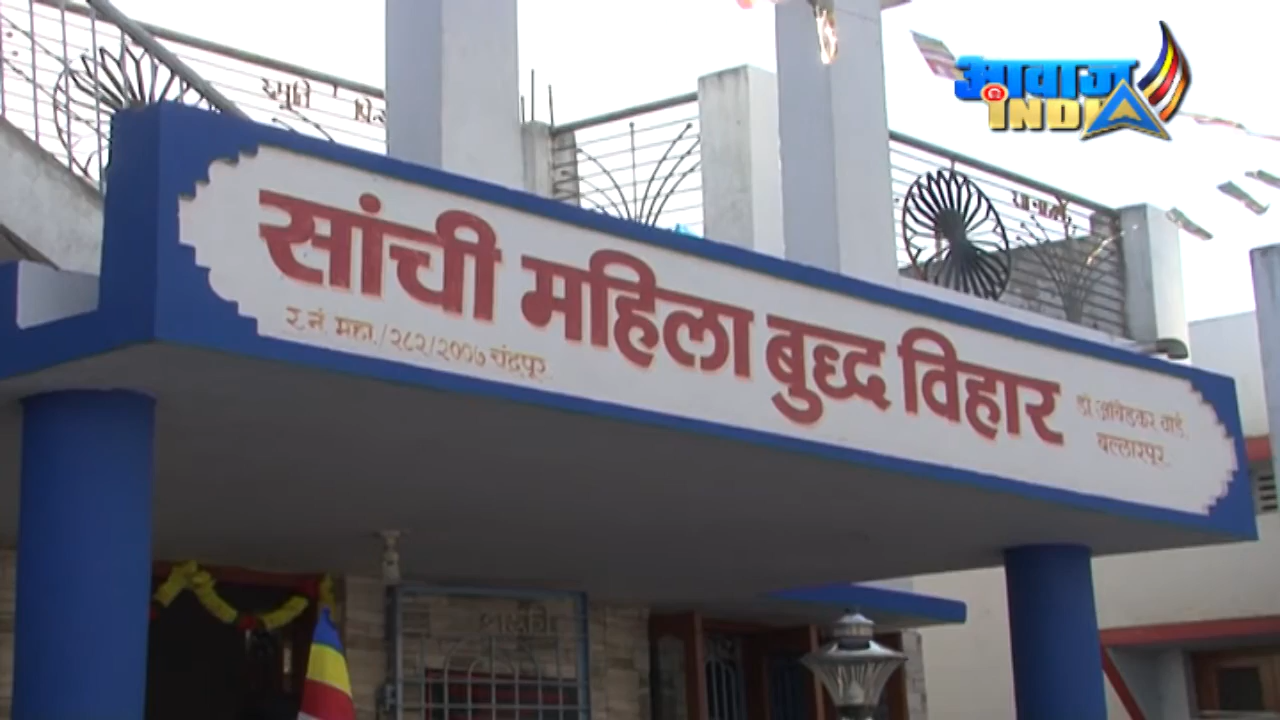 आवाज
INDIA
स्मृती
सांची महिला बुध्द विहार
र. नं. महा. /२८२/२००७ चंद्रपूर
डॉ. आंबेडकर वार्ड,
बल्लारपूर